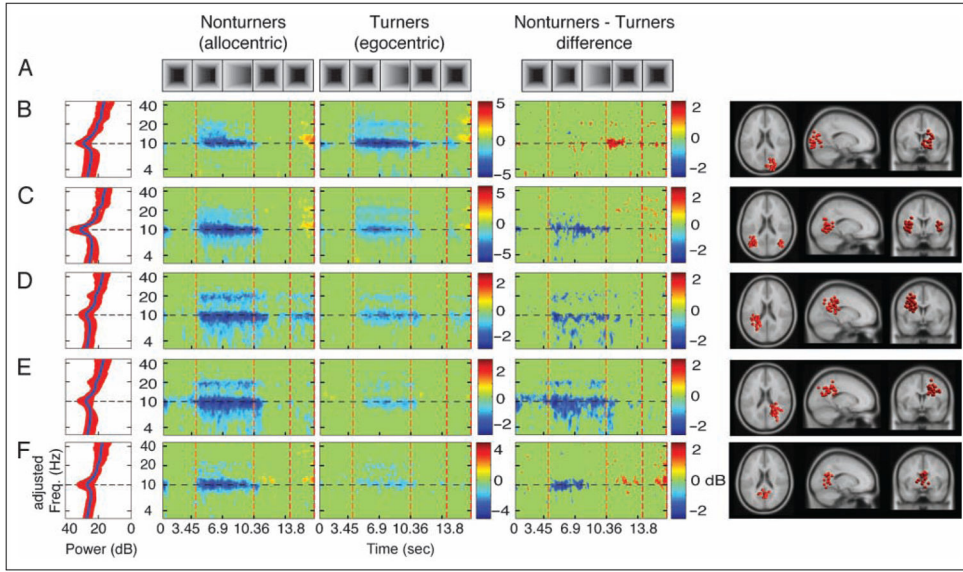 Nonturners Turners Nonturners - Turners
(allocentric) (egocentric) difference
A
B 40 20 10 4 5 0 -5 2 0 -2
C 40 20 10 4 5 0 5 2 0 -2
D 40 20 10 4 2 0 -2 2 0 -2
E 40 20 10 4 2 0 -2 2 0 -2
F 40 20 10 4 4 0 -4 2 0 dB 2
adjusted
Freq. (Hz)
40 20 0 0 3.45 6.9 10.36 13.8 0 3.45 6.9 10.36 13.8 0 3.45 6.9 10.36 13.8
Power (dB) Time (sec)